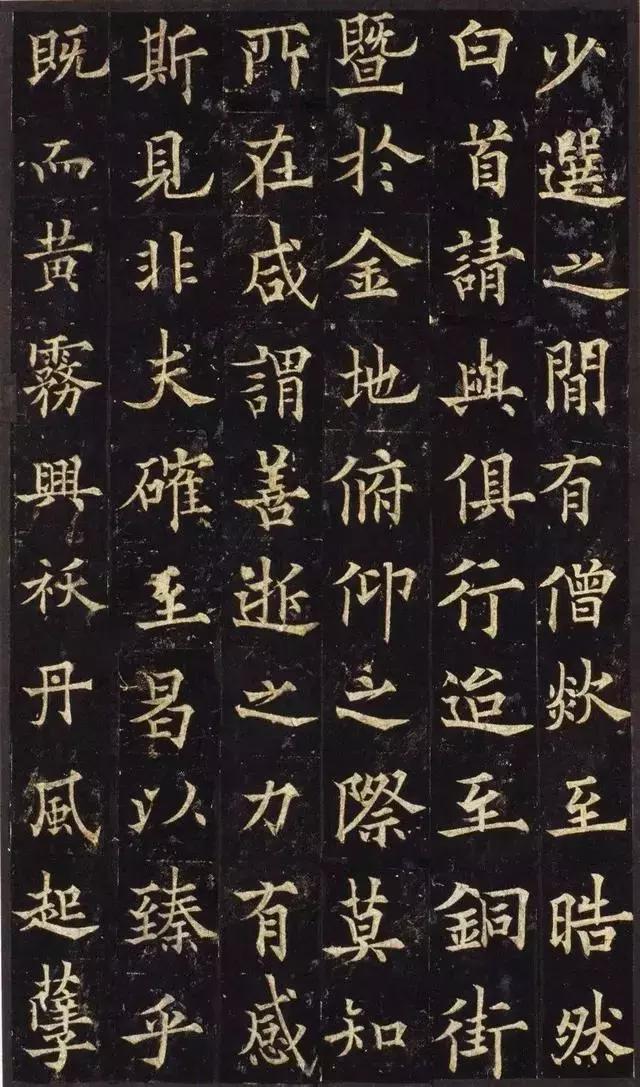 少選之間有僧欻至晧然
白首請與俱行迨至銅街
暨於金地俯仰之際莫知
所在咸謂善逝之力有感
斯見非夫確至曷以臻乎
既而黃霧興祅丹風起孽